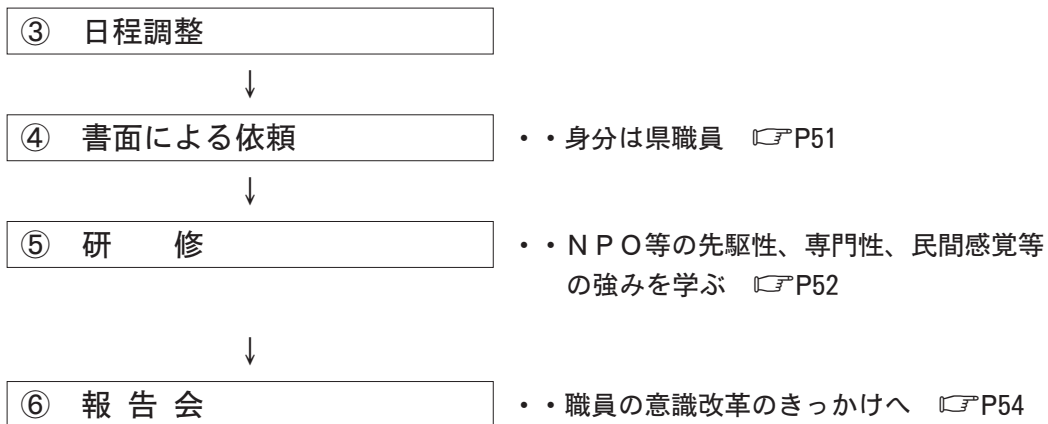 ③ 日程調整
↓
④ 書面による依頼 ・・身分は県職員 ☞P51
↓
⑤ 研 修 ・・ＮＰＯ等の先駆性、専門性、民間感覚等
の強みを学ぶ ☞P52
↓
⑥ 報 告 会 ・・職員の意識改革のきっかけへ ☞P54